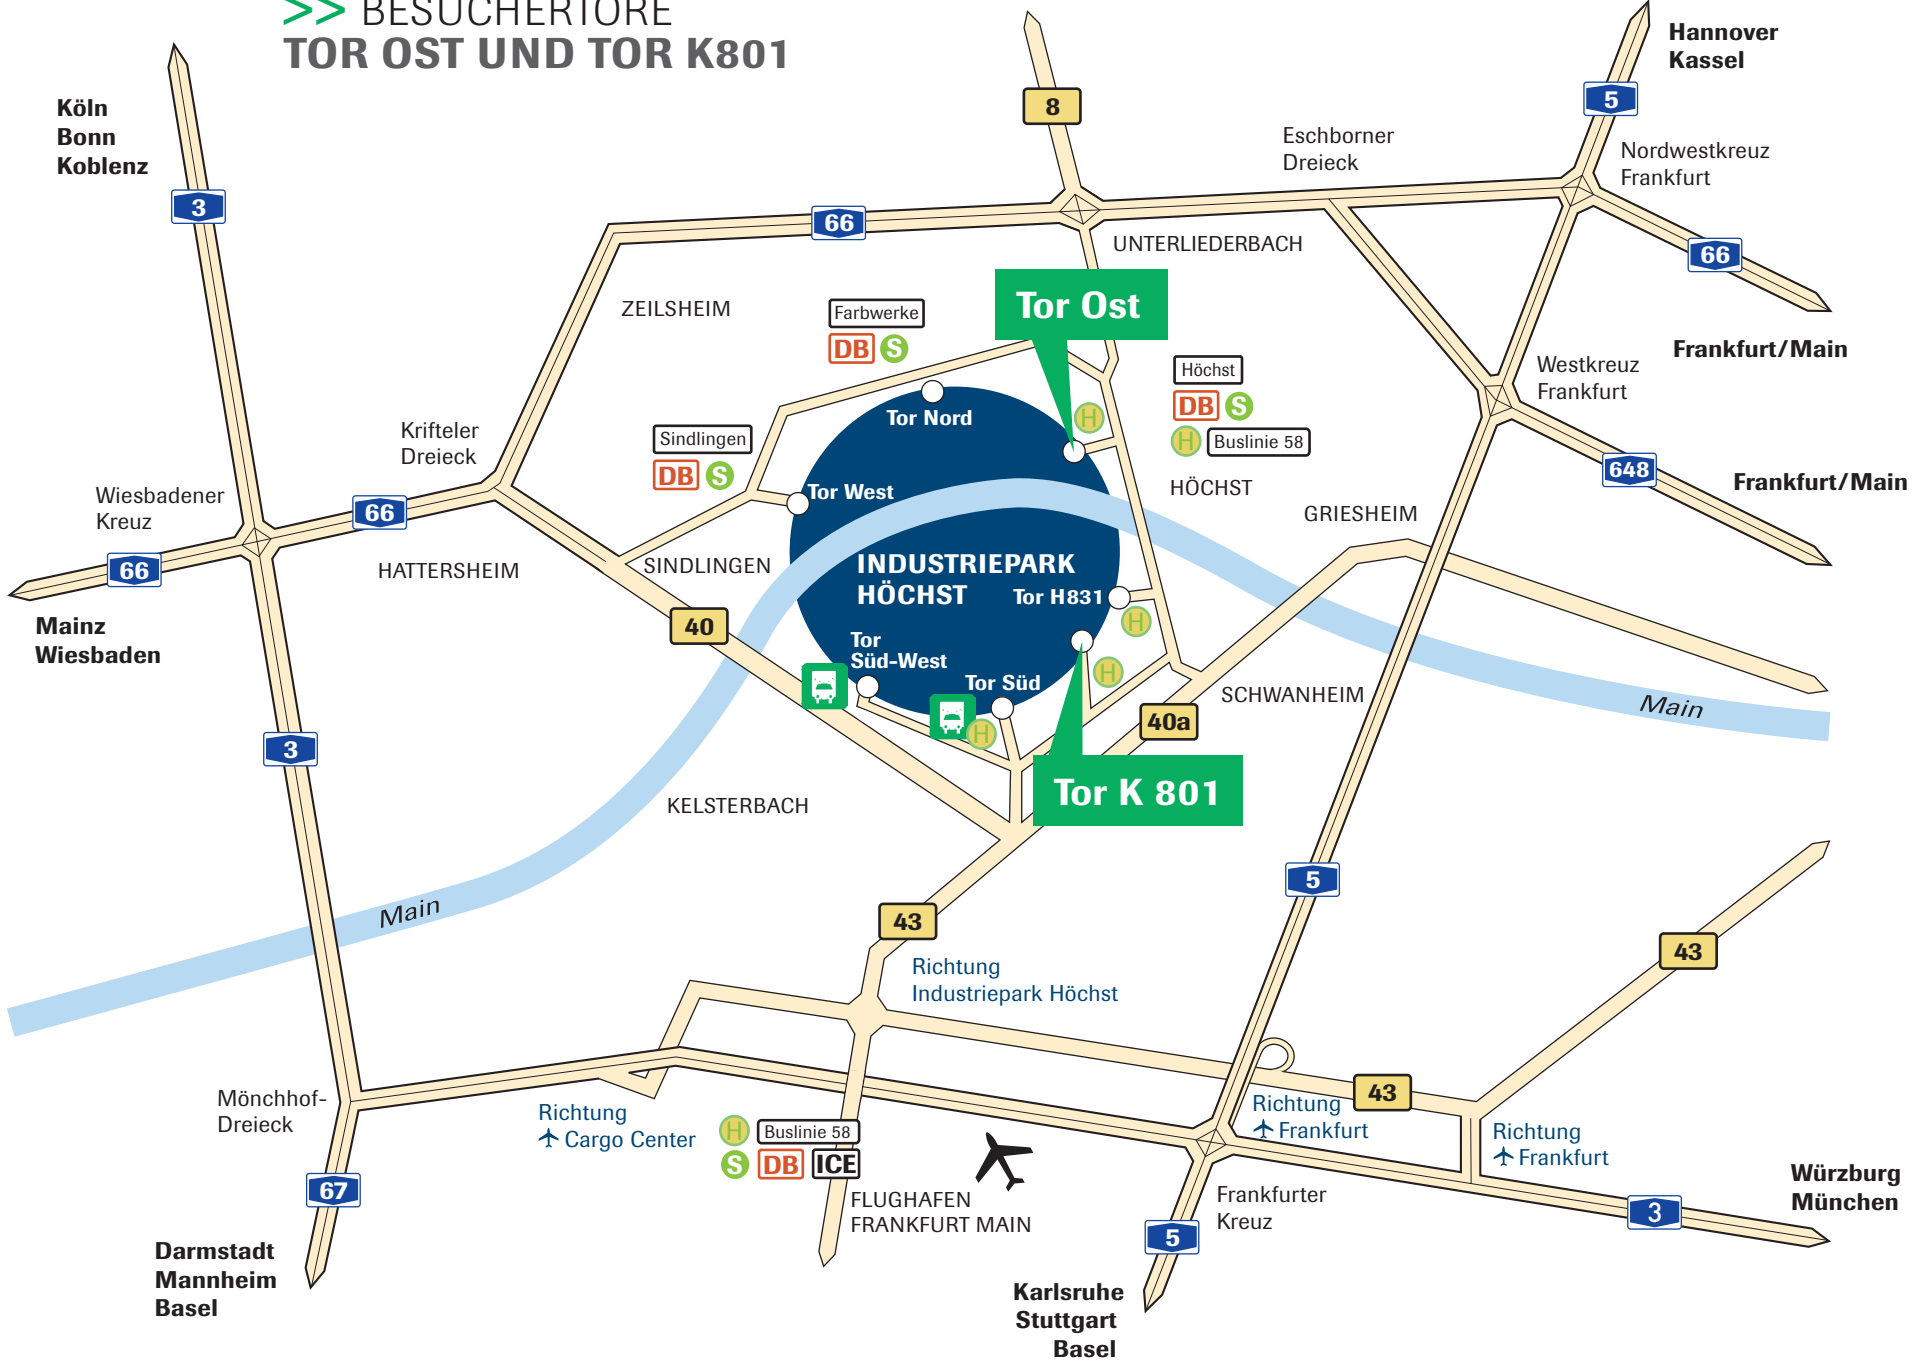 >> BESUCHERTORE
TOR OST UND TOR K801
Hannover
Kassel
Köln
Bonn
Koblenz
5
8
Eschborner
Dreieck
Nordwestkreuz
Frankfurt
3
66
UNTERLIEDERBACH
66
ZEILSHEIM
Farbwerke
DB S
Tor Ost
Frankfurt/Main
Westkreuz
Frankfurt
Höchst
DB S
H Buslinie 58
H
Tor Nord
Krifteler
Dreieck
Sindlingen
DB S
648
Frankfurt/Main
Wiesbadener
Kreuz
66
Tor West
HÖCHST
GRIESHEIM
66
HATTERSHEIM
SINDLINGEN
INDUSTRIEPARK
HÖCHST
Tor H831
H
Mainz
Wiesbaden
40
Tor
Süd-West
H
Tor Süd
SCHWANHEIM
Main
40a
H
3
Tor K 801
KELSTERBACH
5
Main
43
43
Richtung
Industriepark Höchst
Mönchhof-
Dreieck
Richtung
Cargo Center
H Buslinie 58
S DB ICE
43
Richtung
Frankfurt
Richtung
Frankfurt
67
FLUGHAFEN
FRANKFURT MAIN
Frankfurter
Kreuz
Würzburg
München
3
5
Darmstadt
Mannheim
Basel
Karlsruhe
Stuttgart
Basel